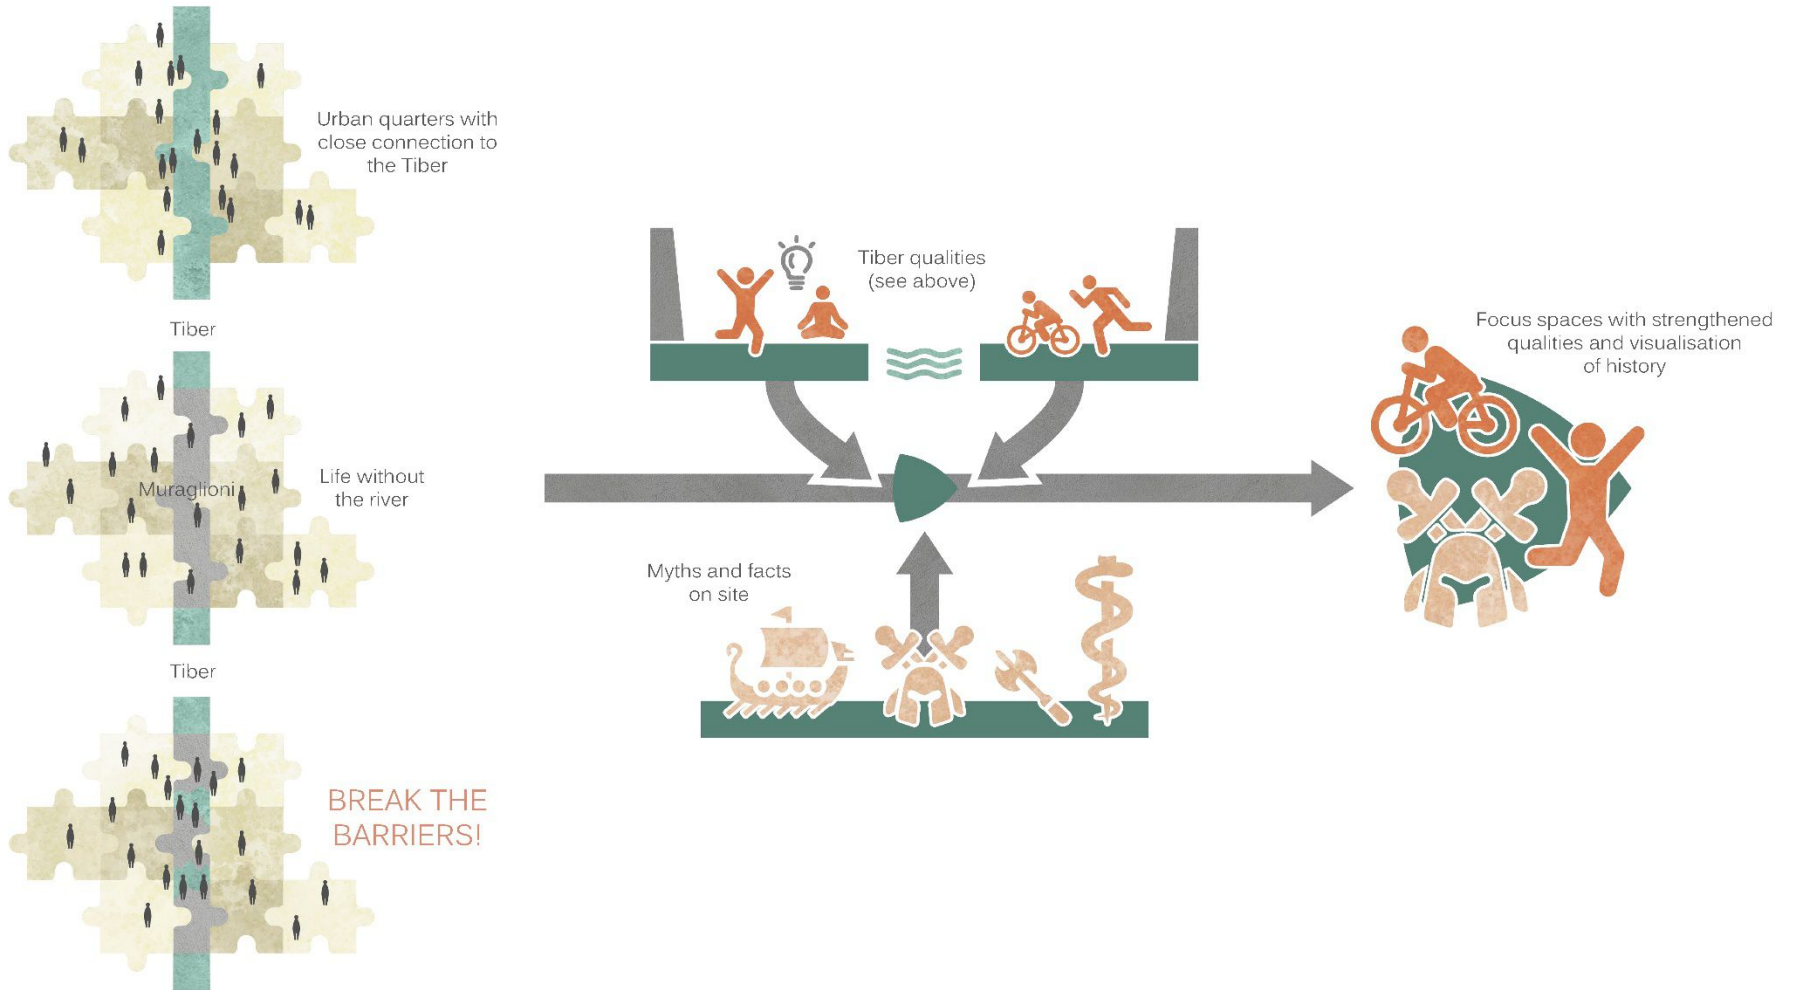 Urban quarters with
close connection to
the Tiber
Tiber
Muraglioni
Life without
the river
Tiber
BREAK THE
BARRIERS!
Tiber qualities
(see above)
Myths and facts
on site
Focus spaces with strengthened
qualities and visualisation
of history